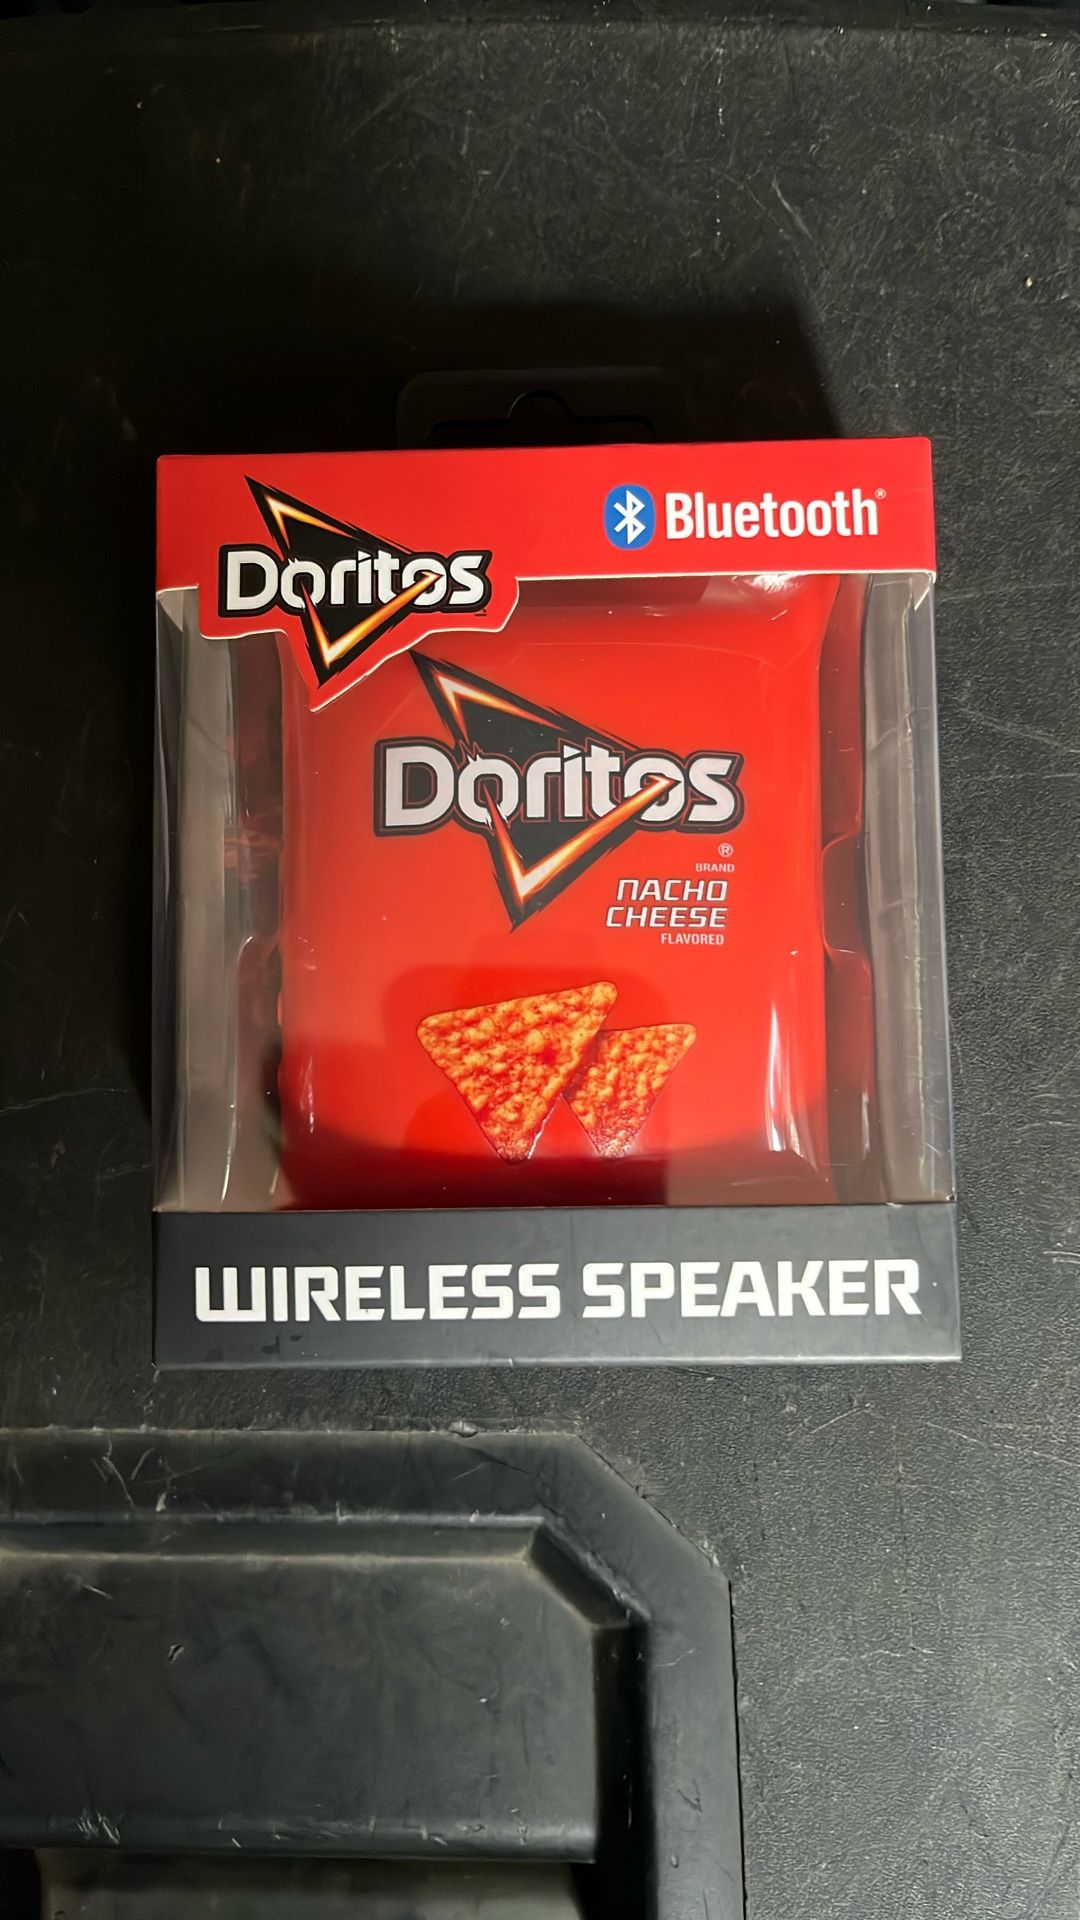 Doritos
Bluetooth®
Doritos
®
BRAND
NACHO
CHEESE
FLAVORED
WIRELESS SPEAKER